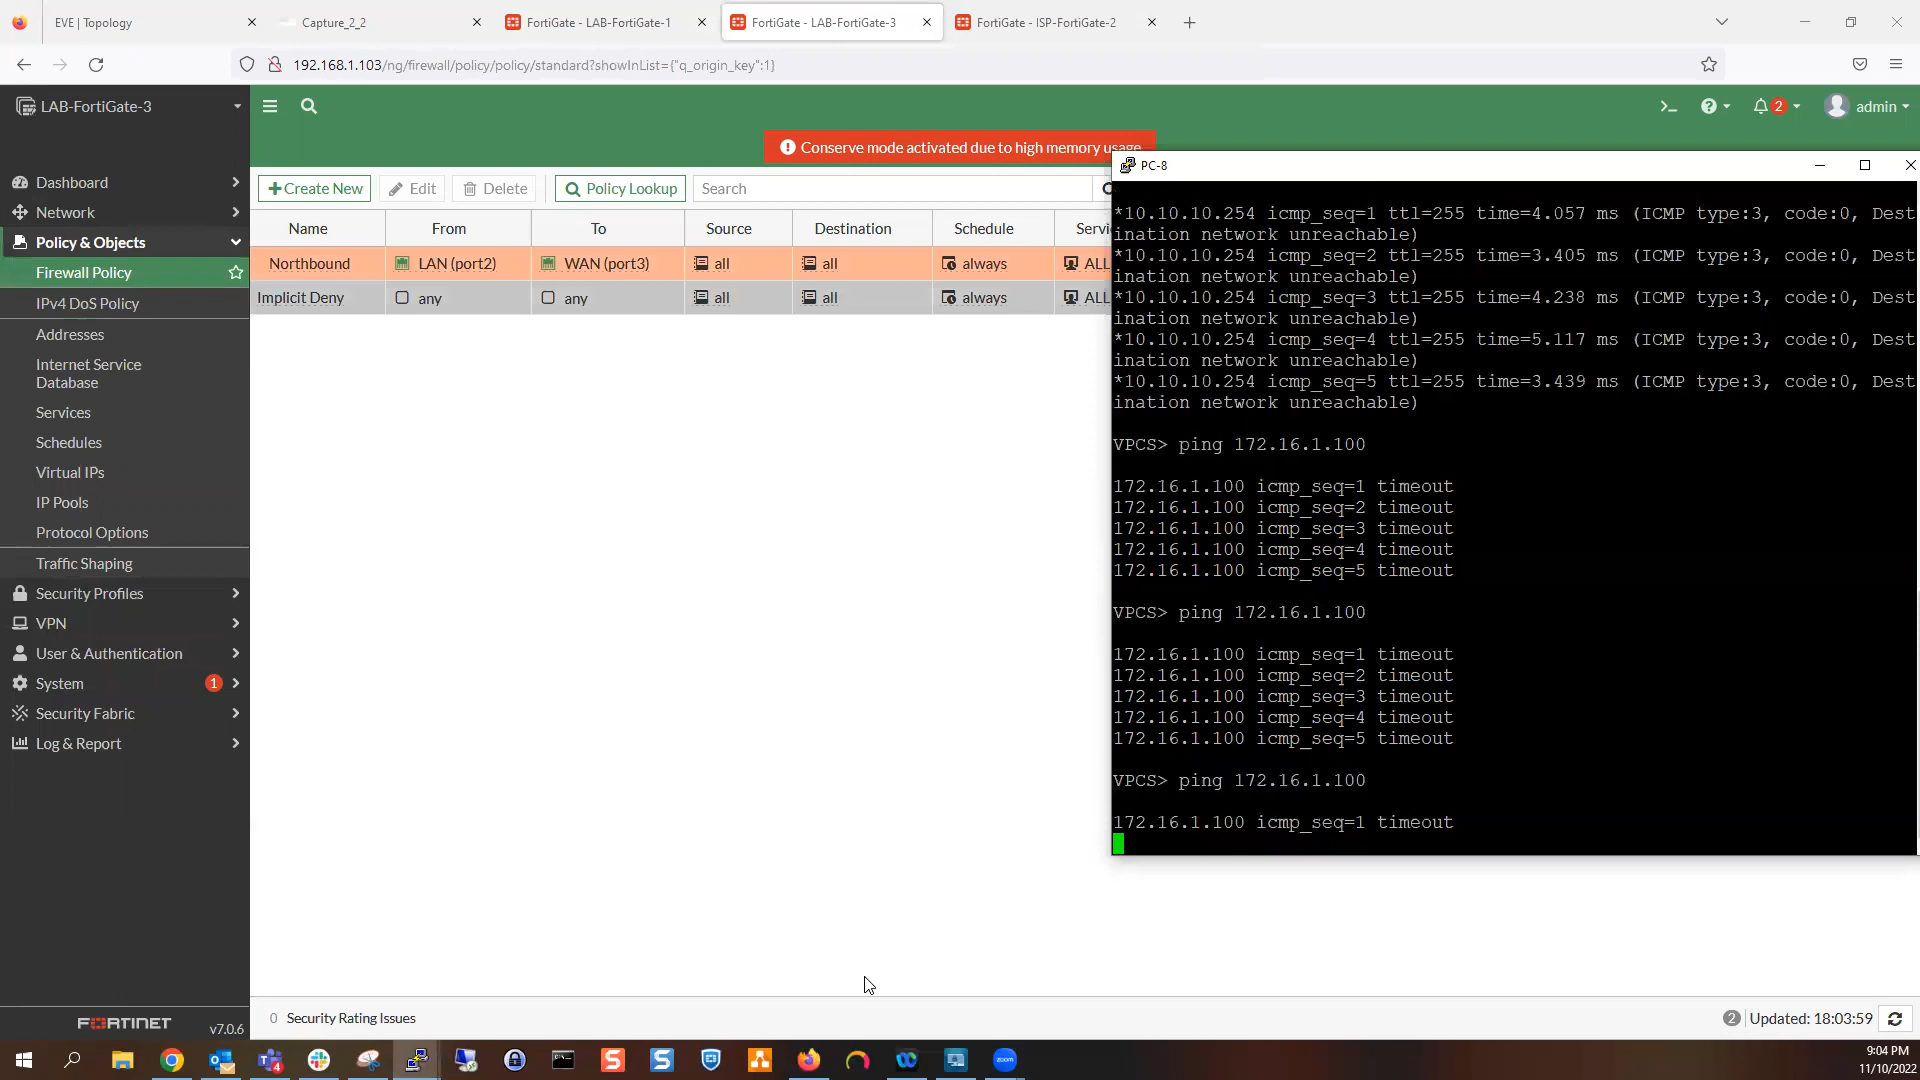 EVE | Topology
Capture_2_2
FortiGate - LAB-FortiGate-1
FortiGate - LAB-FortiGate-3
FortiGate - ISP-FortiGate-2
192.168.1.103/ng/firewall/policy/policy/standard?showInList={"q_origin_key":1}
LAB-FortiGate-3
2
admin
Conserve mode activated due to high memory usage
Dashboard
Network
Policy & Objects
Firewall Policy
IPv4 DoS Policy
Addresses
Internet Service
Database
Services
Schedules
Virtual IPs
IP Pools
Protocol Options
Traffic Shaping
Security Profiles
VPN
User & Authentication
System
1
Security Fabric
Log & Report
FORTINET
v7.0.6
Create New
Edit
Delete
Policy Lookup
Search
Name From To Source Destination Schedule Servi
Northbound LAN (port2) WAN (port3) all all always ALL
Implicit Deny any any all all always ALL
PC-8
*10.10.10.254 icmp_seq=1 ttl=255 time=4.057 ms (ICMP type:3, code:0, Dest
ination network unreachable)
*10.10.10.254 icmp_seq=2 ttl=255 time=3.405 ms (ICMP type:3, code:0, Dest
ination network unreachable)
*10.10.10.254 icmp_seq=3 ttl=255 time=4.238 ms (ICMP type:3, code:0, Dest
ination network unreachable)
*10.10.10.254 icmp_seq=4 ttl=255 time=5.117 ms (ICMP type:3, code:0, Dest
ination network unreachable)
*10.10.10.254 icmp_seq=5 ttl=255 time=3.439 ms (ICMP type:3, code:0, Dest
ination network unreachable)
VPCS> ping 172.16.1.100
172.16.1.100 icmp_seq=1 timeout
172.16.1.100 icmp_seq=2 timeout
172.16.1.100 icmp_seq=3 timeout
172.16.1.100 icmp_seq=4 timeout
172.16.1.100 icmp_seq=5 timeout
VPCS> ping 172.16.1.100
172.16.1.100 icmp_seq=1 timeout
172.16.1.100 icmp_seq=2 timeout
172.16.1.100 icmp_seq=3 timeout
172.16.1.100 icmp_seq=4 timeout
172.16.1.100 icmp_seq=5 timeout
VPCS> ping 172.16.1.100
172.16.1.100 icmp_seq=1 timeout
0 Security Rating Issues
2 Updated: 18:03:59
4
zoom
9:04 PM
11/10/2022